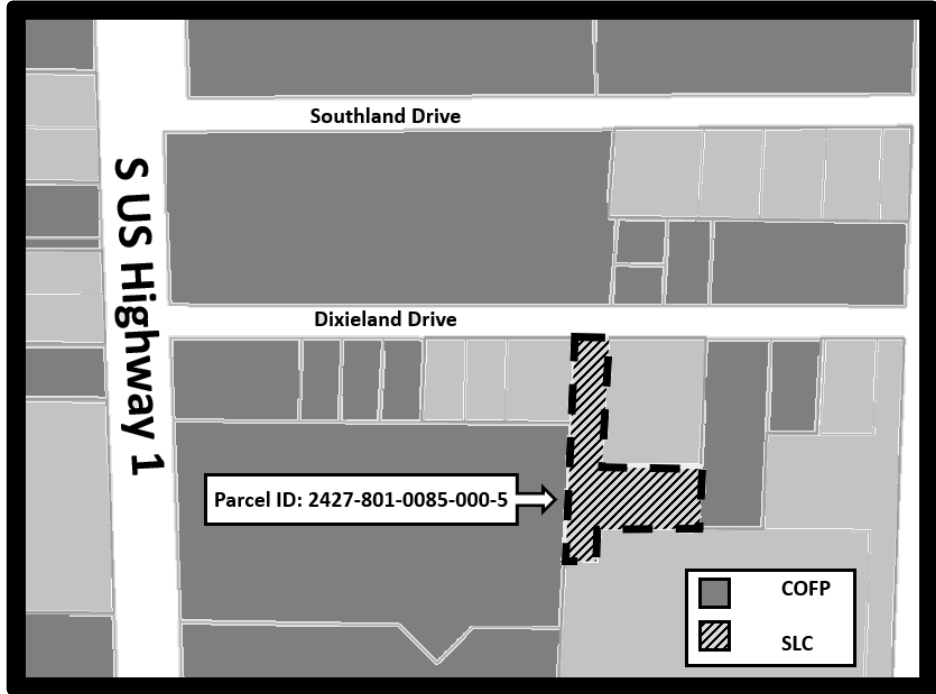 Southland Drive
S US Highway 1
Dixieland Drive
Parcel ID: 2427-801-0085-000-5
COFP
SLC